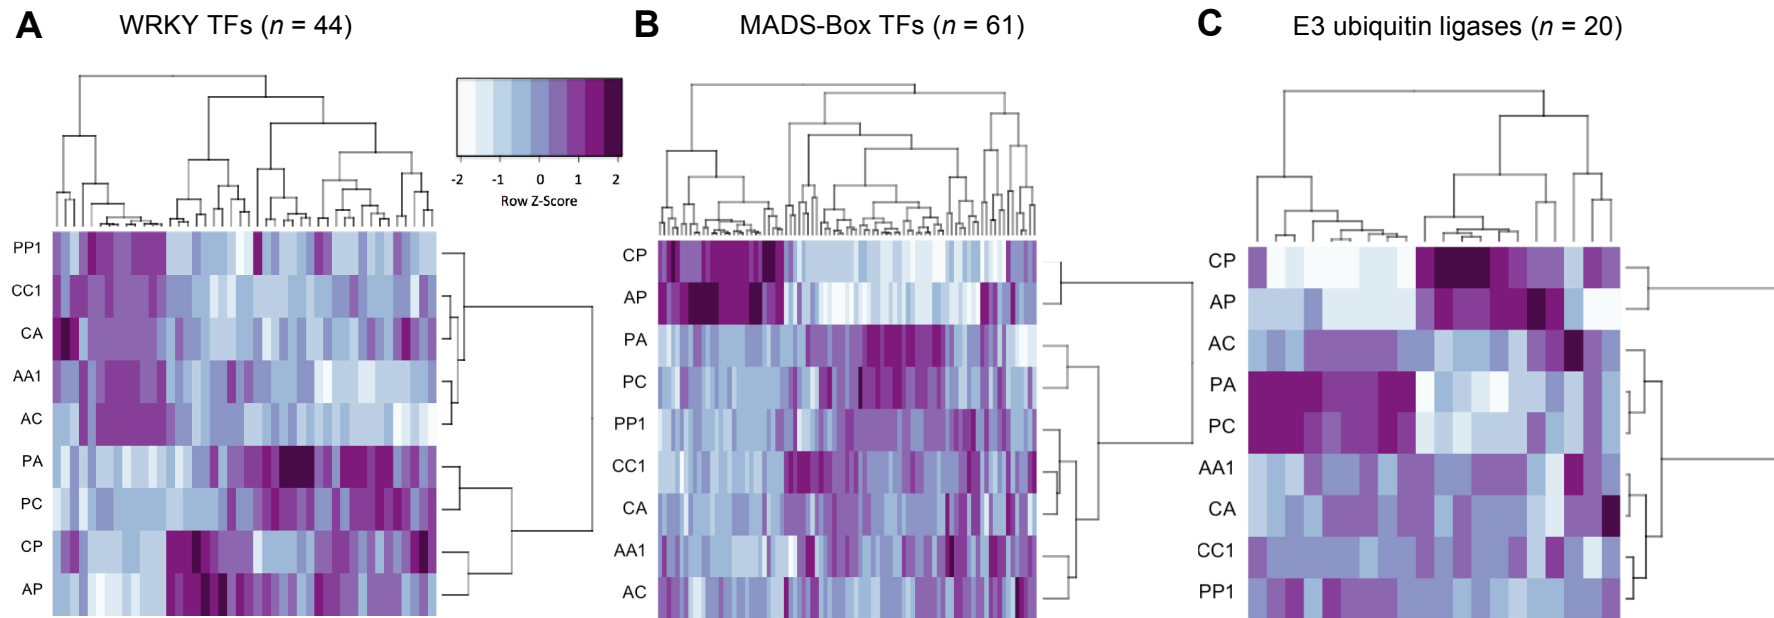 A WRKY TFs (n = 44)
-2 -1 0 1 2
Row Z-Score
PP1
CC1
CA
AA1
AC
PA
PC
CP
AP
B MADS-Box TFs (n = 61)
CP
AP
PA
PC
PP1
CC1
CA
AA1
AC
C E3 ubiquitin ligases (n = 20)
CP
AP
AC
PA
PC
AA1
CA
CC1
PP1